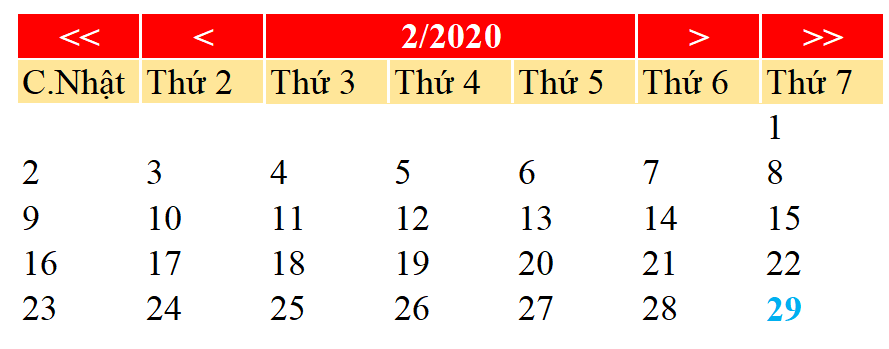 << < 2/2020 > >>
C.Nhật Thứ 2 Thứ 3 Thứ 4 Thứ 5 Thứ 6 Thứ 7
1
2 3 4 5 6 7 8
9 10 11 12 13 14 15
16 17 18 19 20 21 22
23 24 25 26 27 28 29